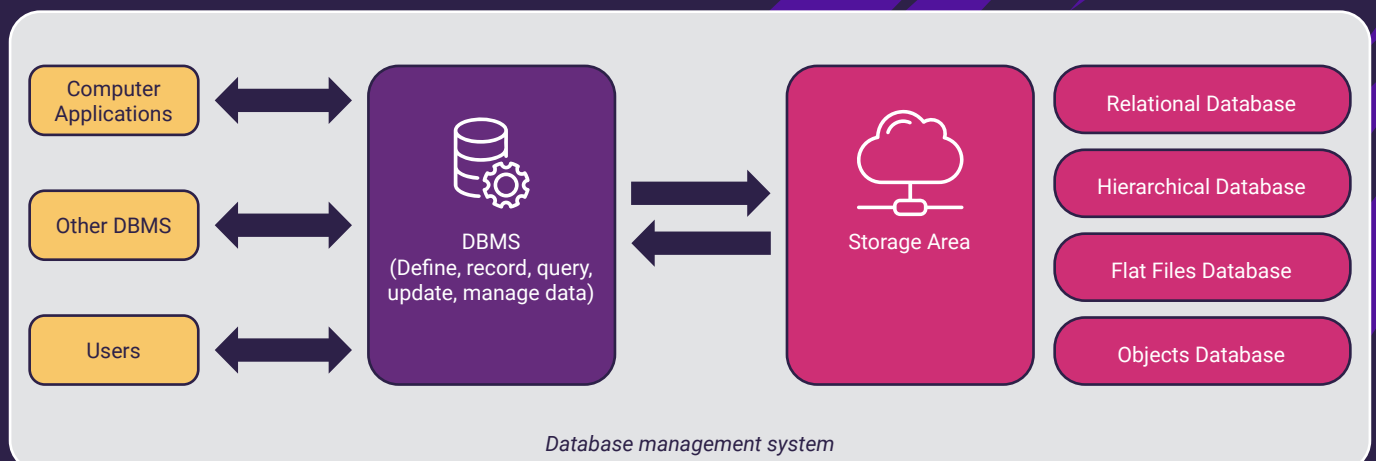 Computer
Applications
Other DBMS
Users
DBMS
(Define, record, query,
update, manage data)
Storage Area
Relational Database
Hierarchical Database
Flat Files Database
Objects Database
Database management system